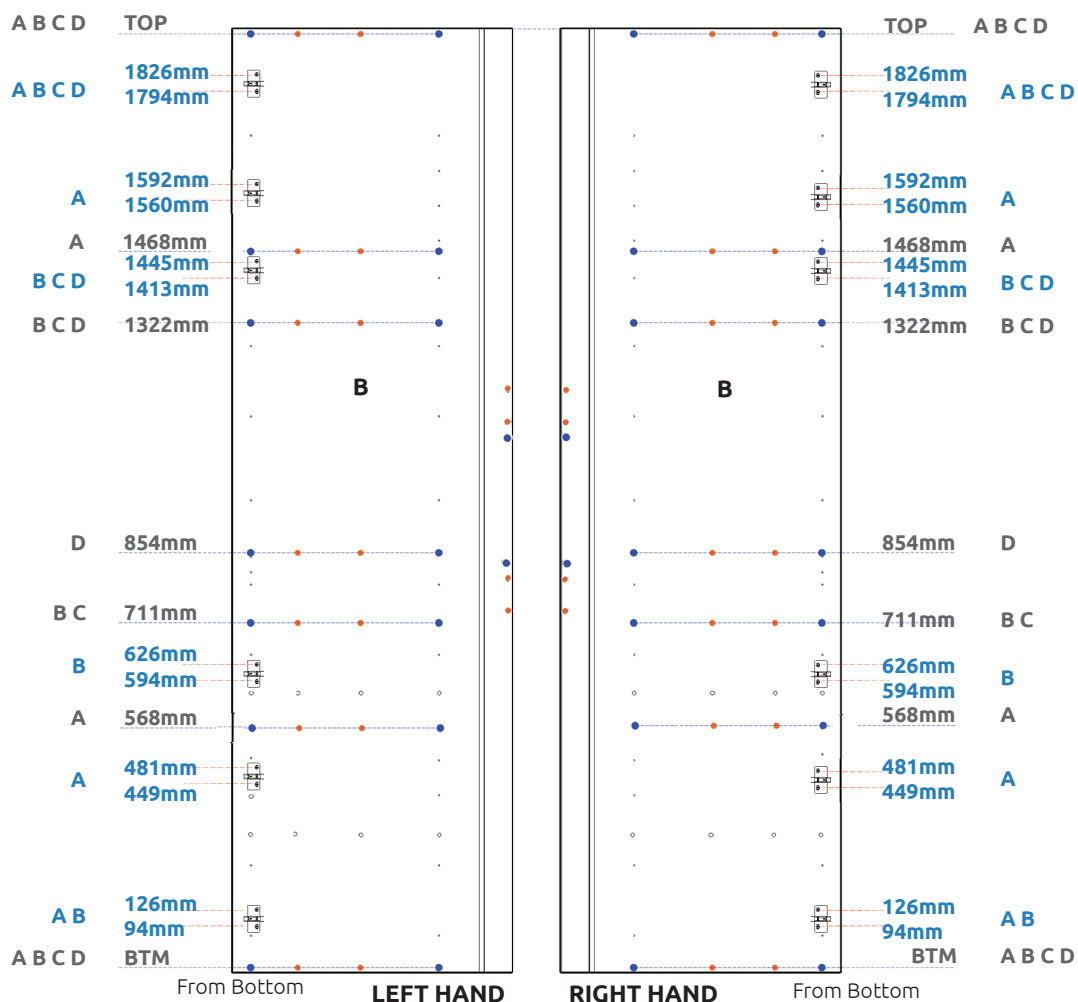 A B C D TOP TOP A B C D
1826mm 1826mm
A B C D 1794mm 1794mm A B C D
1592mm 1592mm
A 1560mm 1560mm A
A 1468mm 1468mm A
1445mm 1445mm
B C D 1413mm 1413mm B C D
B C D 1322mm 1322mm B C D
B B
D 854mm 854mm D
B C 711mm 711mm B C
B 626mm 626mm B
594mm 594mm
A 568mm 568mm A
481mm 481mm
A 449mm 449mm A
126mm 126mm
A B 94mm 94mm A B
A B C D BTM BTM A B C D
From Bottom LEFT HAND RIGHT HAND From Bottom